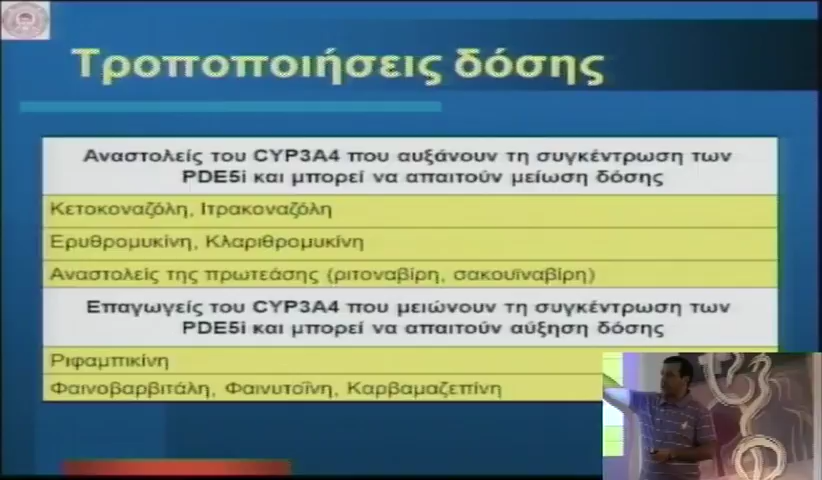 Τροποποιήσεις δόσης
Αναστολείς του CYP3A4 που αυξάνουν τη συγκέντρωση των
PDE5i και μπορεί να απαιτούν μείωση δόσης
Κετοκοναζόλη, Ιτρακοναζόλη
Ερυθρομυκίνη, Κλαριθρομυκίνη
Αναστολείς της πρωτεάσης (ριτοναβίρη, σακουϊναβίρη)
Επαγωγείς του CYP3A4 που μειώνουν τη συγκέντρωση των
PDE5i και μπορεί να απαιτούν αύξηση δόσης
Ριφαμπικίνη
Φαινοβαρβιτάλη, Φαινυτοΐνη, Καρβαμαζεπίνη